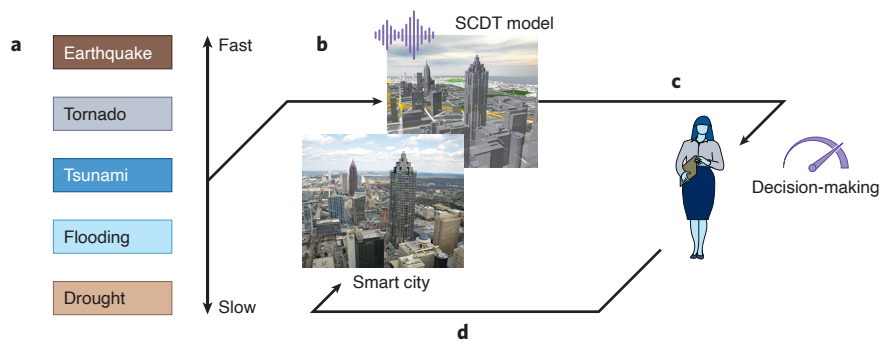 a
Earthquake
Tornado
Tsunami
Flooding
Drought
Fast
Slow
b
SCDT model
Smart city
c
Decision-making
d